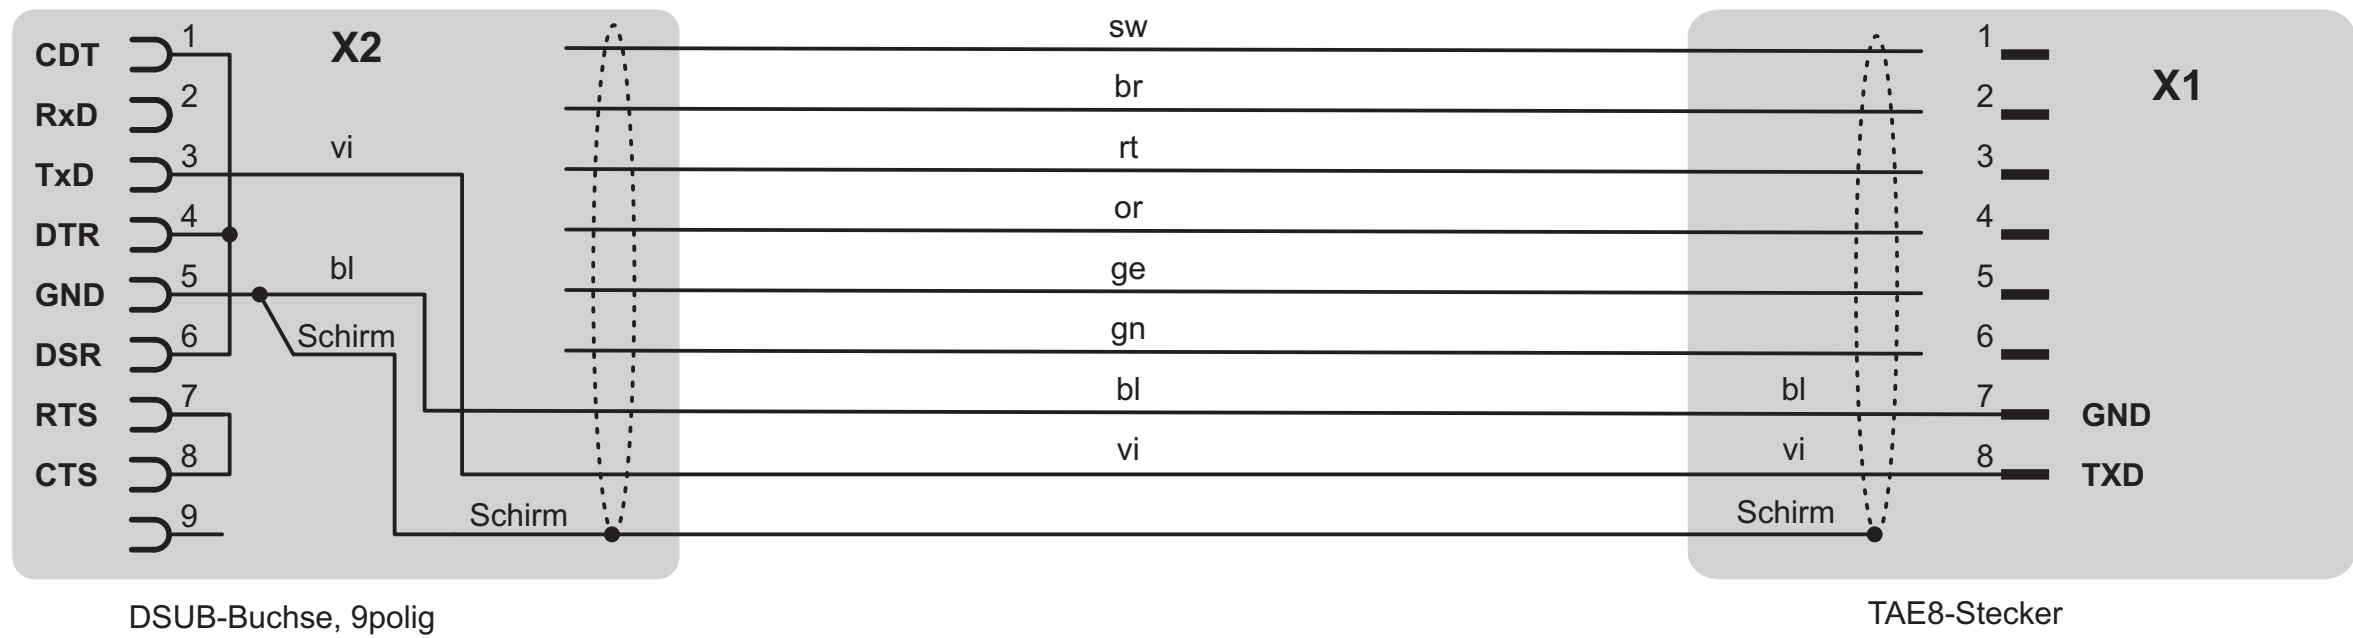 X2
CDT 1
RxD 2
TxD 3 vi
DTR 4
GND 5 bl
Schirm
DSR 6
RTS 7
CTS 8
9
Schirm
sw
br
rt
or
ge
gn
bl
vi
X1
1
2
3
4
5
6
bl 7 GND
vi 8 TXD
Schirm
DSUB-Buchse, 9polig
TAE8-Stecker